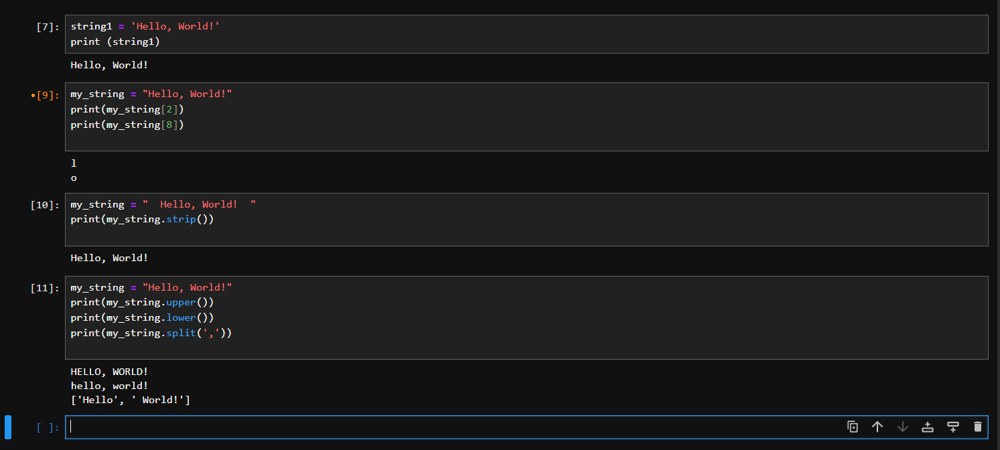 [7]: string1 = 'Hello, World!'
print (string1)
Hello, World!
•[9]: my_string = "Hello, World!"
print(my_string[2])
print(my_string[8])
l
o
[10]: my_string = "  Hello, World!  "
print(my_string.strip())
Hello, World!
[11]: my_string = "Hello, World!"
print(my_string.upper())
print(my_string.lower())
print(my_string.split(','))
HELLO, WORLD!
hello, world!
['Hello', ' World!']
[ ]: